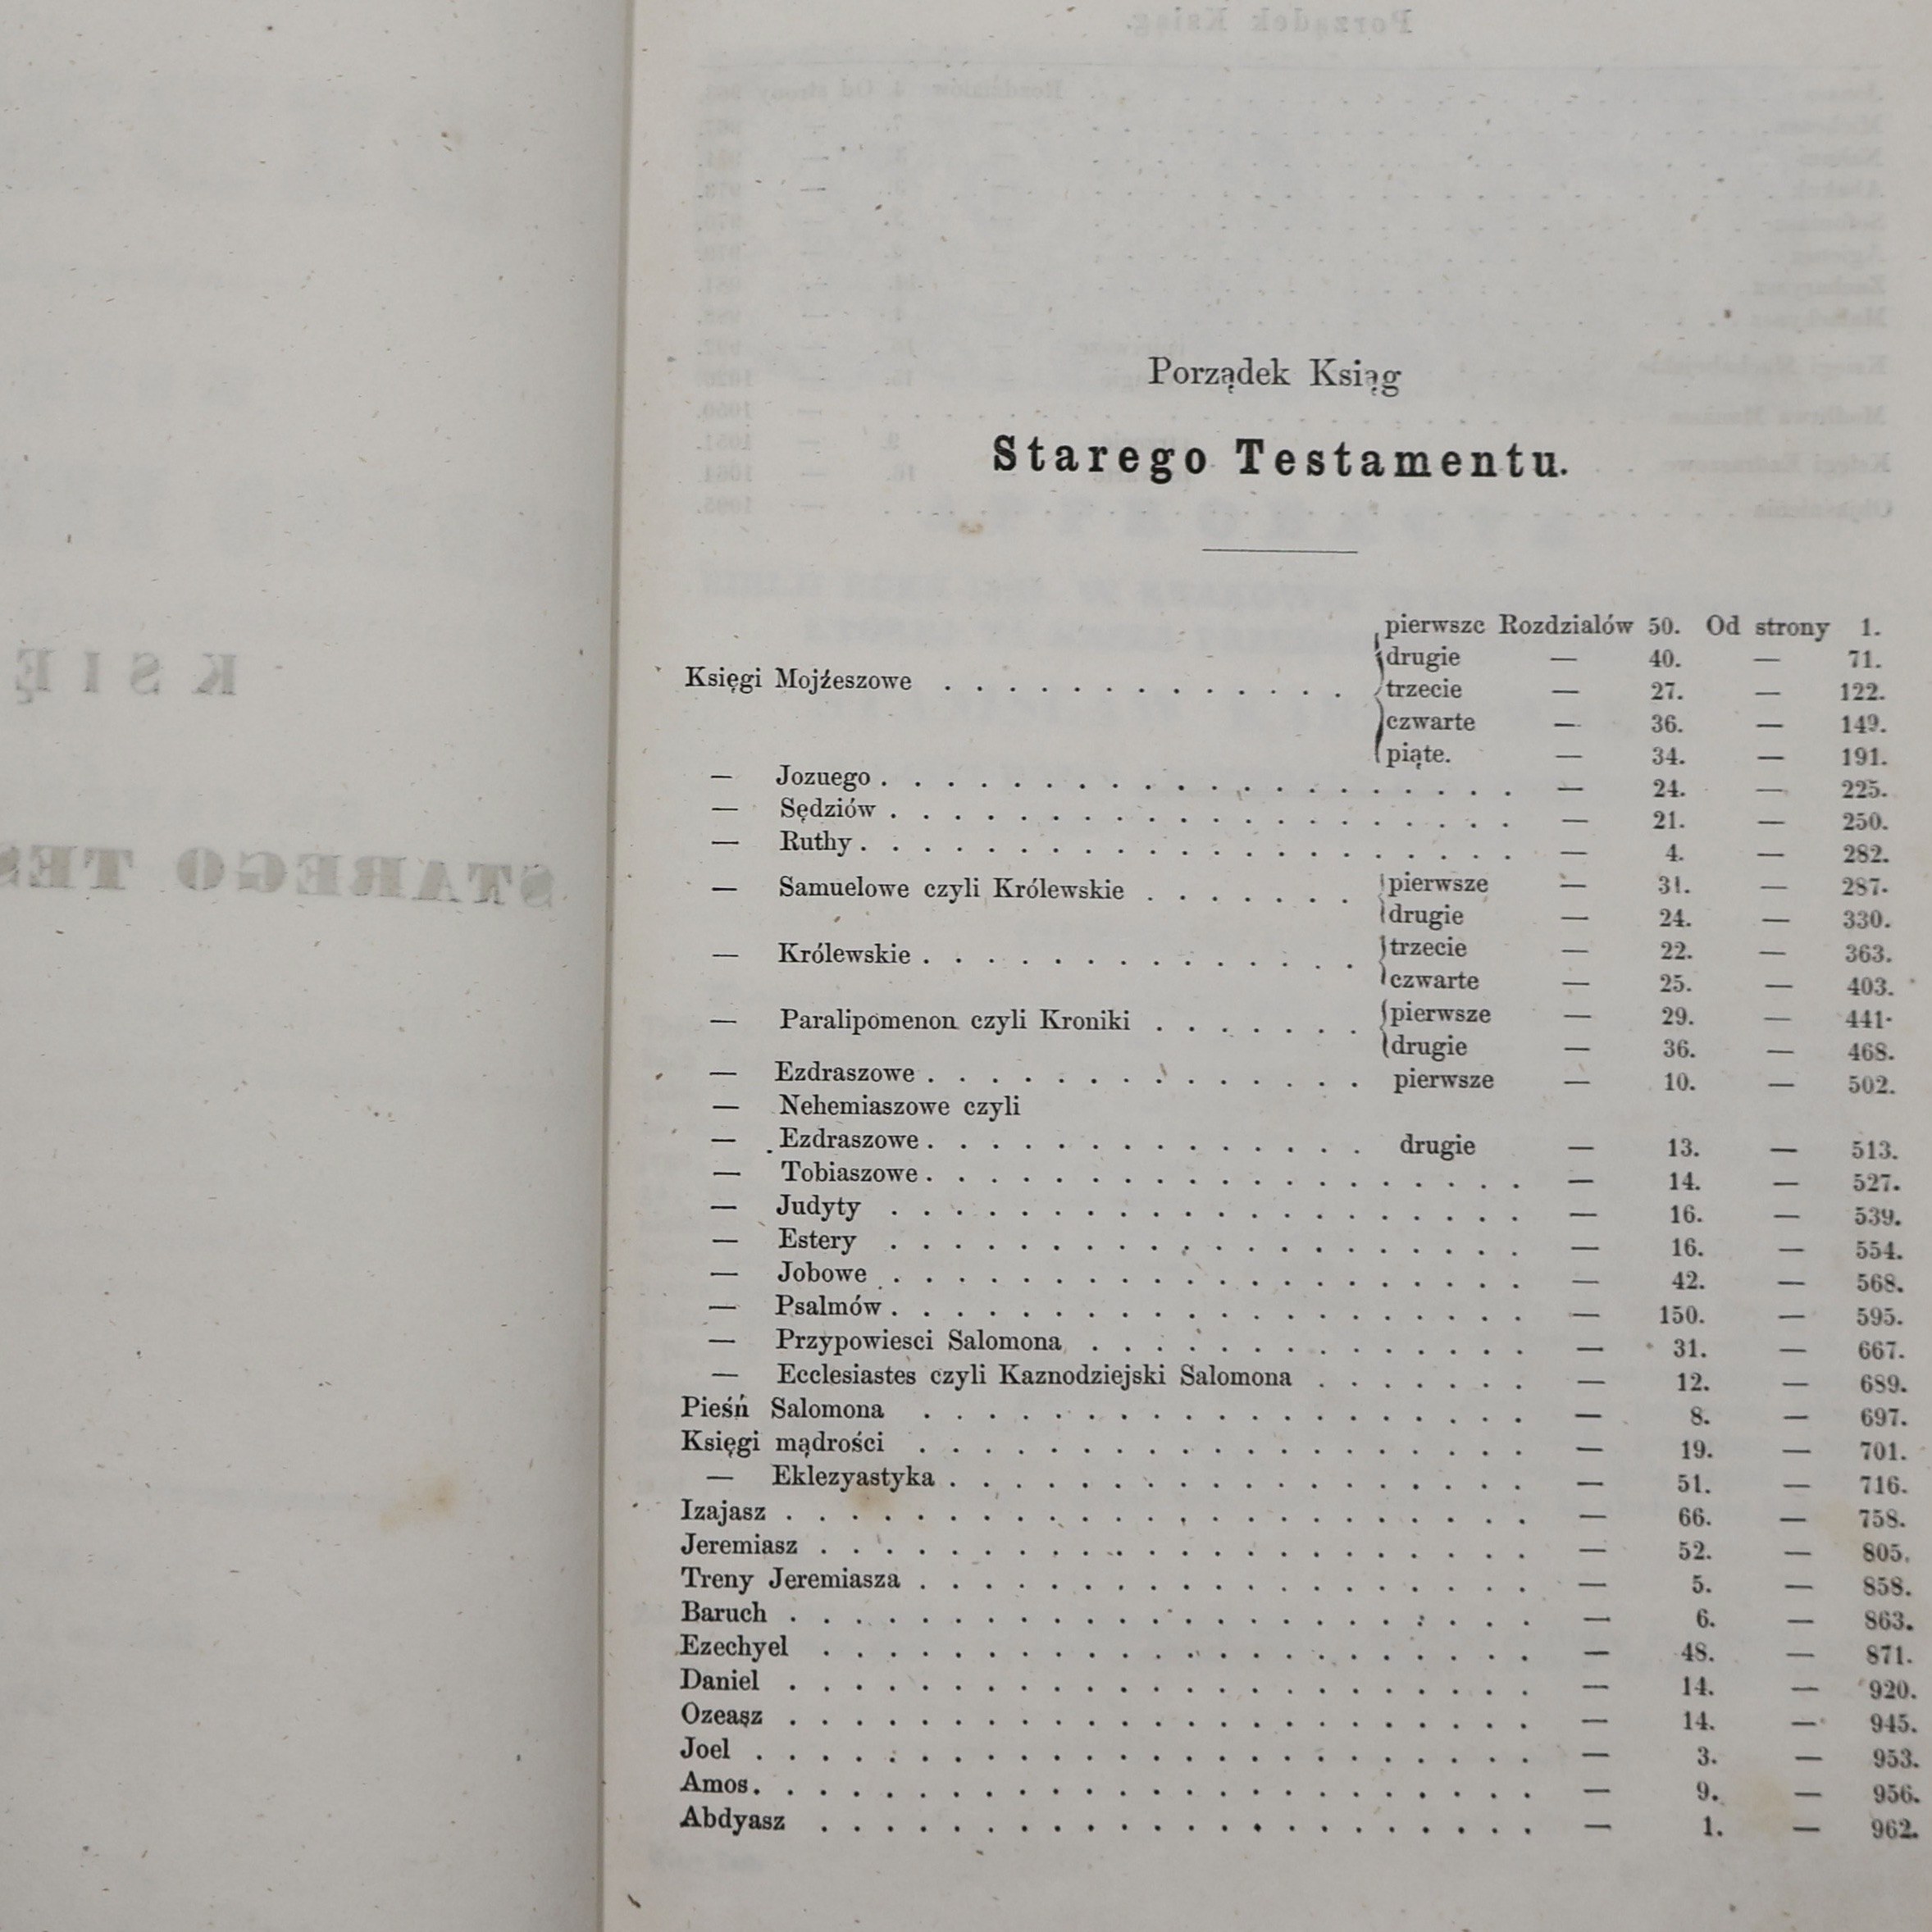 Porządek Ksiąg
Starego Testamentu.
pierwsze Rozdzialów 50. Od strony 1.
drugie — 40. — 71.
Księgi Mojżeszowe . . . . . . . . . . . . . trzecie — 27. — 122.
czwarte — 36. — 149.
piąte. — 34. — 191.
— Jozuego . . . . . . . . . . . . . . . . . . . . — 24. — 225.
— Sędziów . . . . . . . . . . . . . . . . . . . — 21. — 250.
— Ruthy . . . . . . . . . . . . . . . . . . . . — 4. — 282.
— Samuelowe czyli Królewskie . . . . . . . pierwsze — 31. — 287.
drugie — 24. — 330.
— Królewskie . . . . . . . . . . . . . . trzecie — 22. — 363.
czwarte — 25. — 403.
— Paralipomenon czyli Kroniki . . . . . . . pierwsze — 29. — 441.
drugie — 36. — 468.
— Ezdraszowe . . . . . . . . . . . . . . pierwsze — 10. — 502.
— Nehemiaszowe czyli
— Ezdraszowe . . . . . . . . . . . . . . drugie — 13. — 513.
— Tobiaszowe . . . . . . . . . . . . . . . . . . — 14. — 527.
— Judyty . . . . . . . . . . . . . . . . . . . — 16. — 539.
— Estery . . . . . . . . . . . . . . . . . . . — 16. — 554.
— Jobowe . . . . . . . . . . . . . . . . . . . — 42. — 568.
— Psalmów . . . . . . . . . . . . . . . . . . . — 150. — 595.
— Przypowiesci Salomona . . . . . . . . . . . . . — 31. — 667.
— Ecclesiastes czyli Kaznodziejski Salomona . . . . . . . — 12. — 689.
Pieśń Salomona . . . . . . . . . . . . . . . . . . . — 8. — 697.
Księgi mądrości . . . . . . . . . . . . . . . . . . . — 19. — 701.
— Eklezyastyka . . . . . . . . . . . . . . . . . . — 51. — 716.
Izajasz . . . . . . . . . . . . . . . . . . . . . . . — 66. — 758.
Jeremiasz . . . . . . . . . . . . . . . . . . . . . . — 52. — 805.
Treny Jeremiasza . . . . . . . . . . . . . . . . . . . — 5. — 858.
Baruch . . . . . . . . . . . . . . . . . . . . . . . — 6. — 863.
Ezechyel . . . . . . . . . . . . . . . . . . . . . . — 48. — 871.
Daniel . . . . . . . . . . . . . . . . . . . . . . . — 14. — 920.
Ozeasz . . . . . . . . . . . . . . . . . . . . . . . — 14. — 945.
Joel . . . . . . . . . . . . . . . . . . . . . . . . — 3. — 953.
Amos . . . . . . . . . . . . . . . . . . . . . . . . — 9. — 956.
Abdyasz . . . . . . . . . . . . . . . . . . . . . . — 1. — 962.